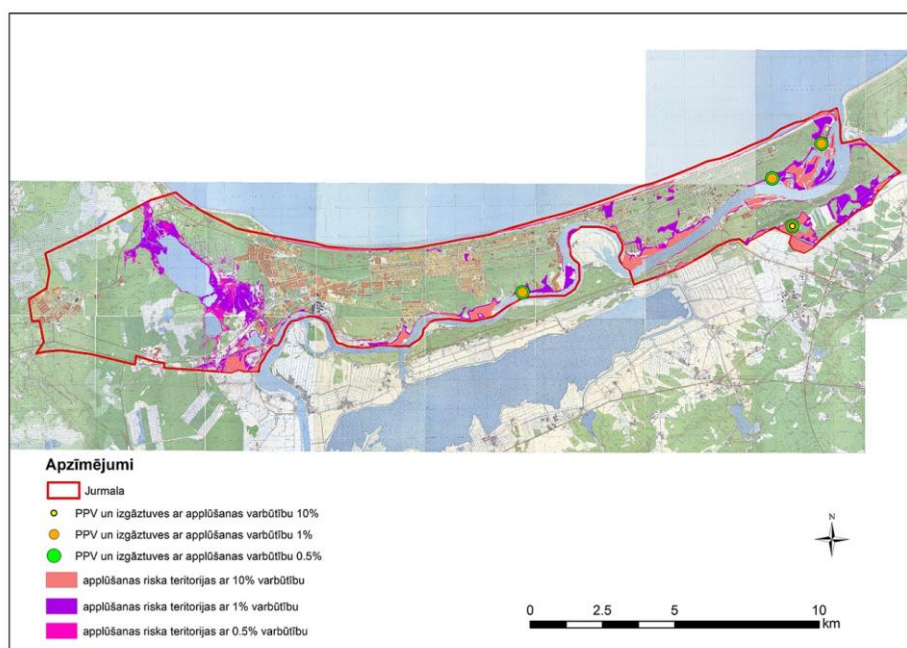 Apzīmējumi
Jurmala
PPV un izgāztuves ar applūšanas varbūtību 10%
PPV un izgāztuves ar applūšanas varbūtību 1%
PPV un izgāztuves ar applūšanas varbūtību 0.5%
applūšanas riska teritorijas ar 10% varbūtību
applūšanas riska teritorijas ar 1% varbūtību
applūšanas riska teritorijas ar 0.5% varbūtību
N
0 2.5 5 10
km